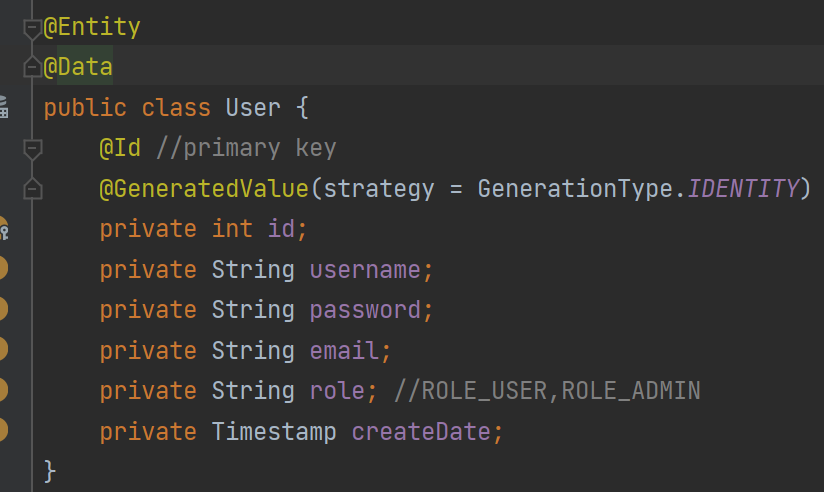 @Entity
@Data
public class User {
@Id //primary key
@GeneratedValue(strategy = GenerationType.IDENTITY)
private int id;
private String username;
private String password;
private String email;
private String role; //ROLE_USER,ROLE_ADMIN
private Timestamp createDate;
}